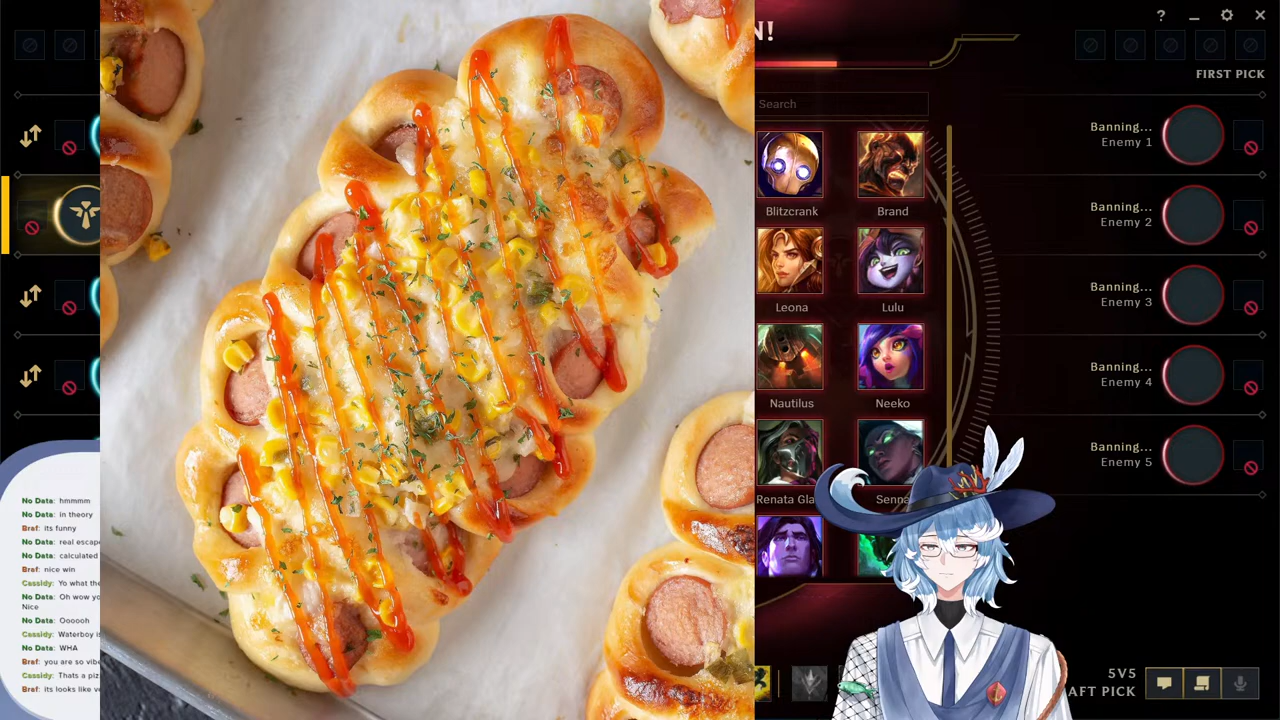 N!
?
FIRST PICK
Search
Banning...
Enemy 1
Blitzcrank
Brand
Banning...
Enemy 2
Leona
Lulu
Banning...
Enemy 3
Nautilus
Neeko
Banning...
Enemy 4
Banning...
Enemy 5
Renata Gla
Senna
No Data: hmmmm
No Data: in theory
Braf: its funny
No Data: real escap
No Data: calculated
Braf: nice win
Cassidy: Yo what the
No Data: Oh wow yo
Nice
No Data: Oooooh
Cassidy: Waterboy is
No Data: WHA
Braf: you are so vib
Cassidy: Thats a piz
Braf: its looks like ve
5V5
AFT PICK